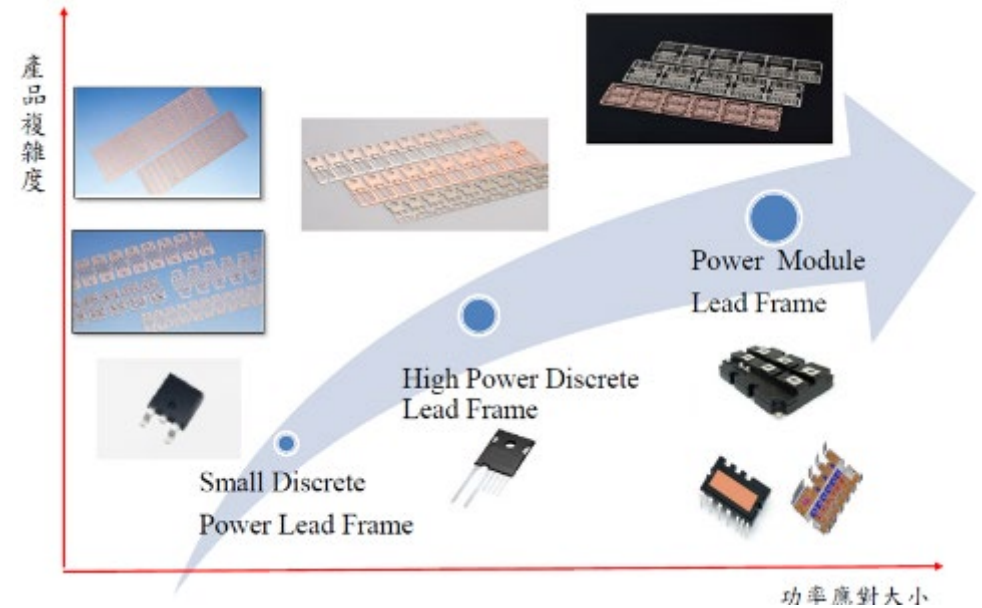 產品複雜度
Power Module
Lead Frame
High Power Discrete
Lead Frame
Small Discrete
Power Lead Frame
功率應對大小